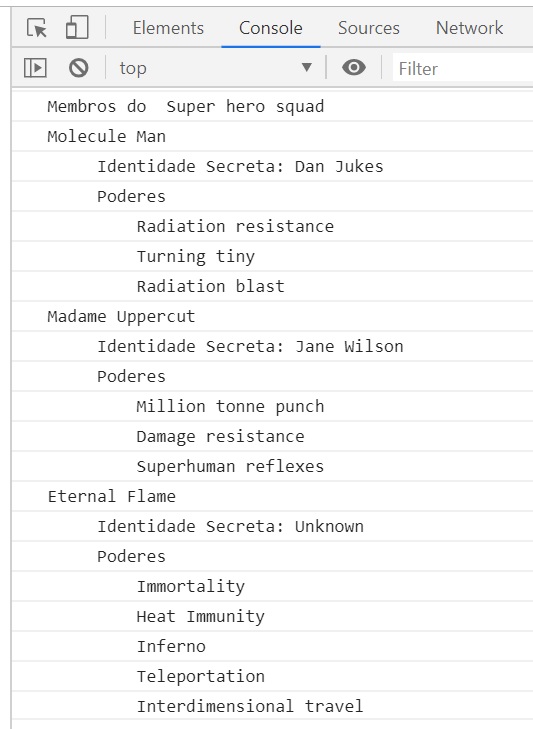 Elements Console Sources Network
top Filter
Membros do  Super hero squad
Molecule Man
Identidade Secreta: Dan Jukes
Poderes
Radiation resistance
Turning tiny
Radiation blast
Madame Uppercut
Identidade Secreta: Jane Wilson
Poderes
Million tonne punch
Damage resistance
Superhuman reflexes
Eternal Flame
Identidade Secreta: Unknown
Poderes
Immortality
Heat Immunity
Inferno
Teleportation
Interdimensional travel